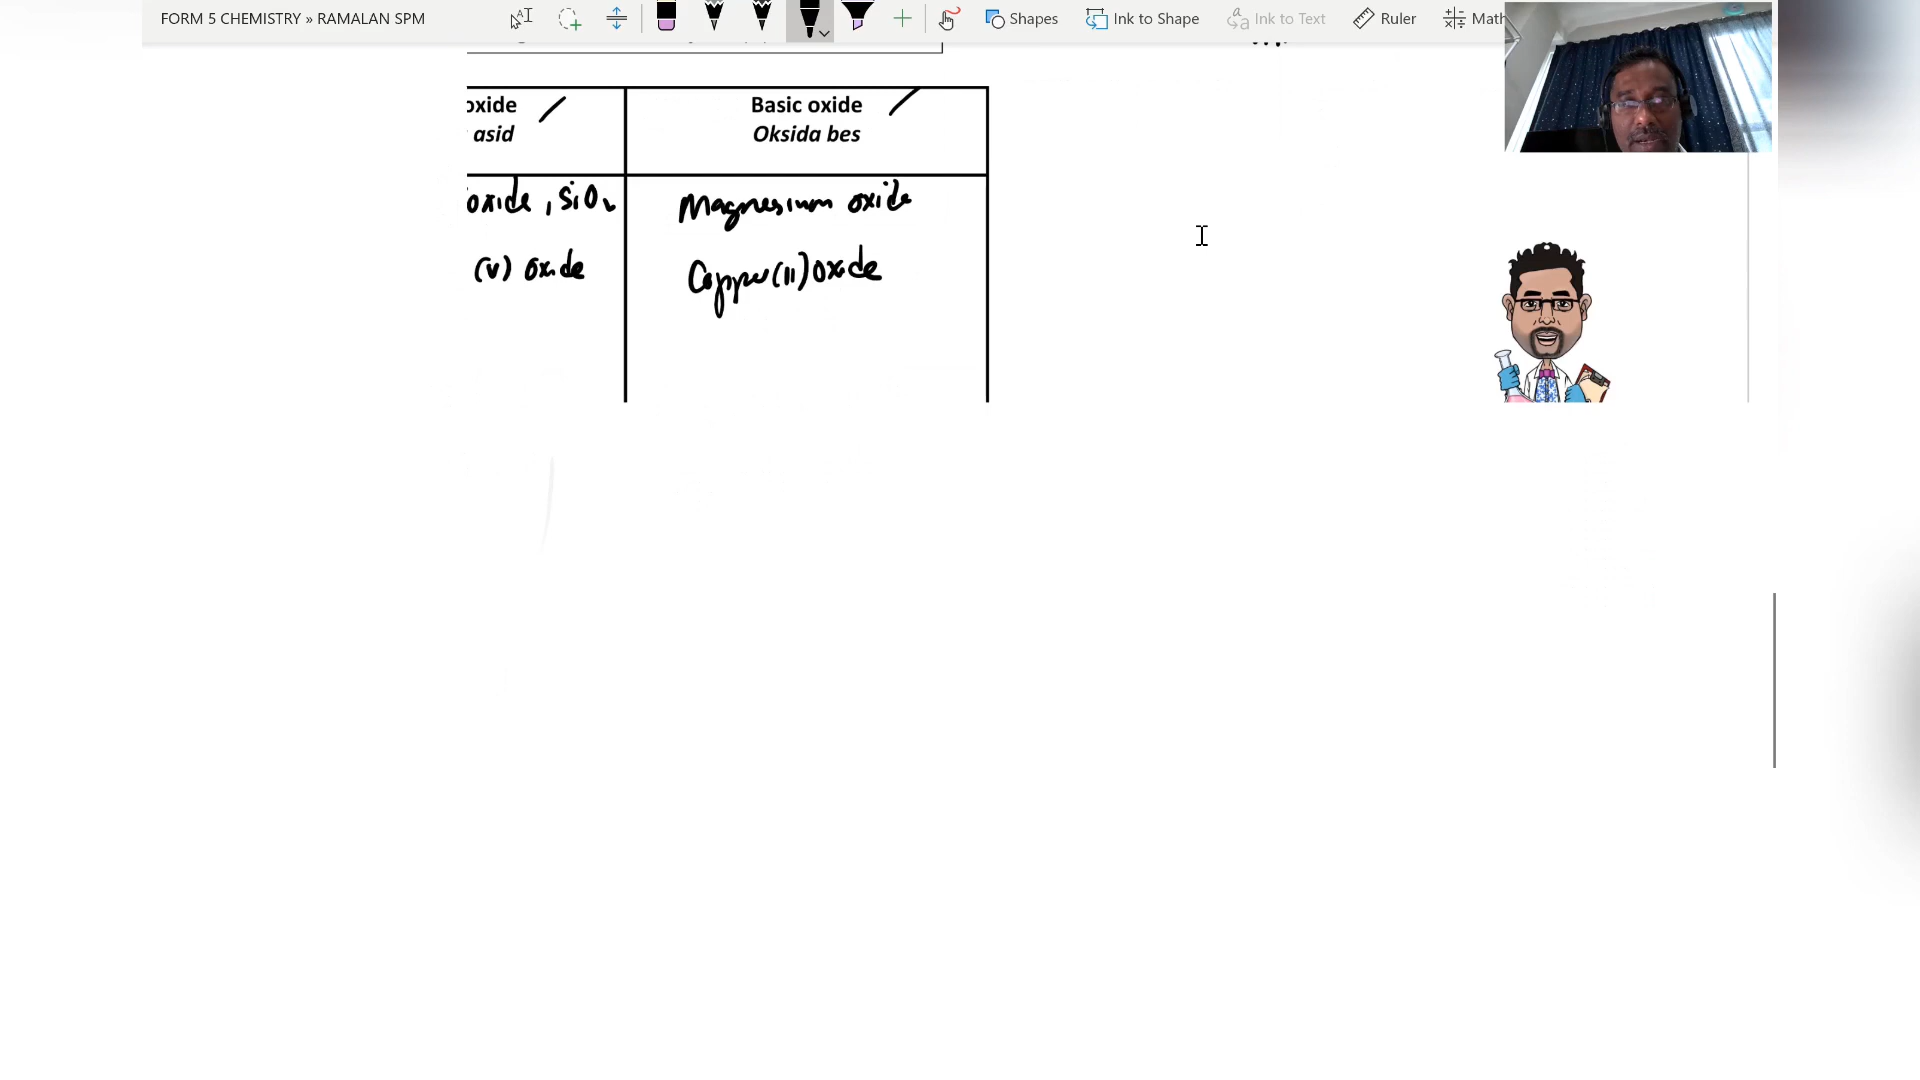 FORM 5 CHEMISTRY » RAMALAN SPM
Shapes
Ink to Shape
Ink to Text
Ruler
Math
oxide
asid
Basic oxide
Oksida bes
oxide, SiO₂
(v) oxide
Magnesium oxide
Copper(II) oxide